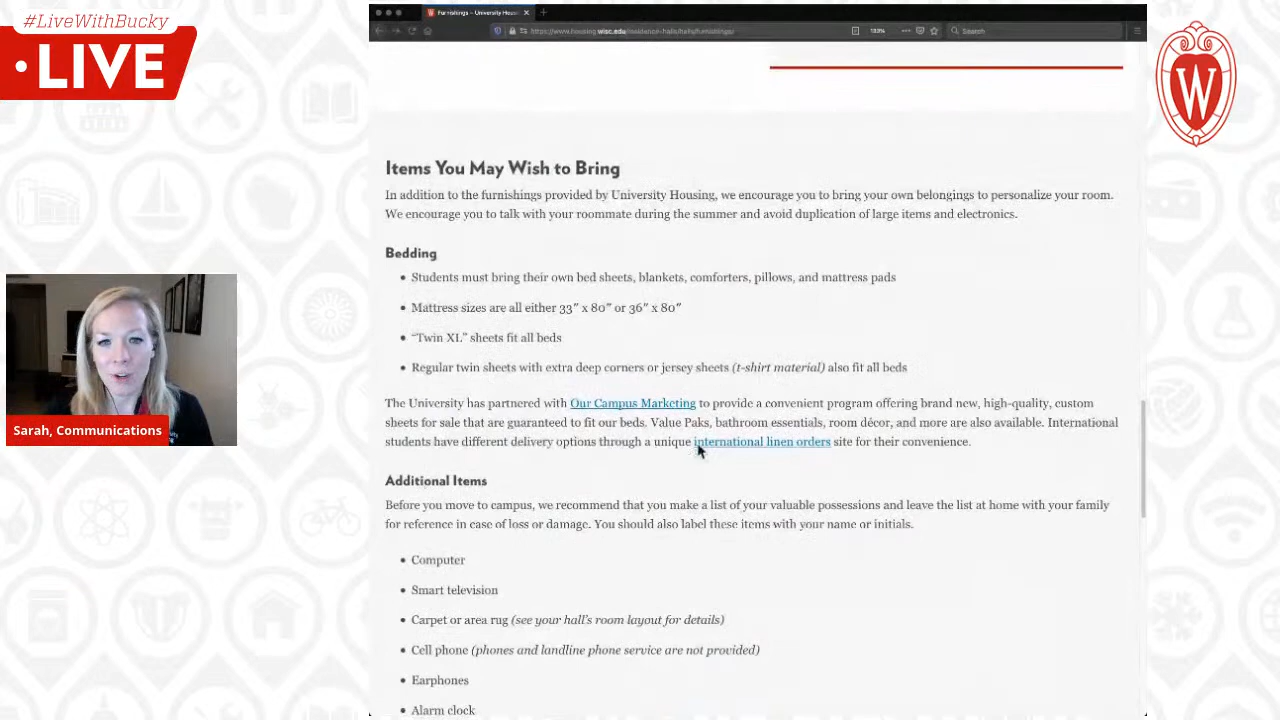 #LiveWithBucky
LIVE
Furnishings – University Housi
https://www.housing.wisc.edu/residence-halls/halls/furnishings/
Search
W
Items You May Wish to Bring
In addition to the furnishings provided by University Housing, we encourage you to bring your own belongings to personalize your room.
We encourage you to talk with your roommate during the summer and avoid duplication of large items and electronics.
Bedding
• Students must bring their own bed sheets, blankets, comforters, pillows, and mattress pads
• Mattress sizes are all either 33″ x 80″ or 36″ x 80″
• “Twin XL” sheets fit all beds
• Regular twin sheets with extra deep corners or jersey sheets (t-shirt material) also fit all beds
The University has partnered with Our Campus Marketing to provide a convenient program offering brand new, high-quality, custom
sheets for sale that are guaranteed to fit our beds. Value Paks, bathroom essentials, room décor, and more are also available. International
students have different delivery options through a unique international linen orders site for their convenience.
Sarah, Communications
Additional Items
Before you move to campus, we recommend that you make a list of your valuable possessions and leave the list at home with your family
for reference in case of loss or damage. You should also label these items with your name or initials.
• Computer
• Smart television
• Carpet or area rug (see your hall’s room layout for details)
• Cell phone (phones and landline phone service are not provided)
• Earphones
• Alarm clock